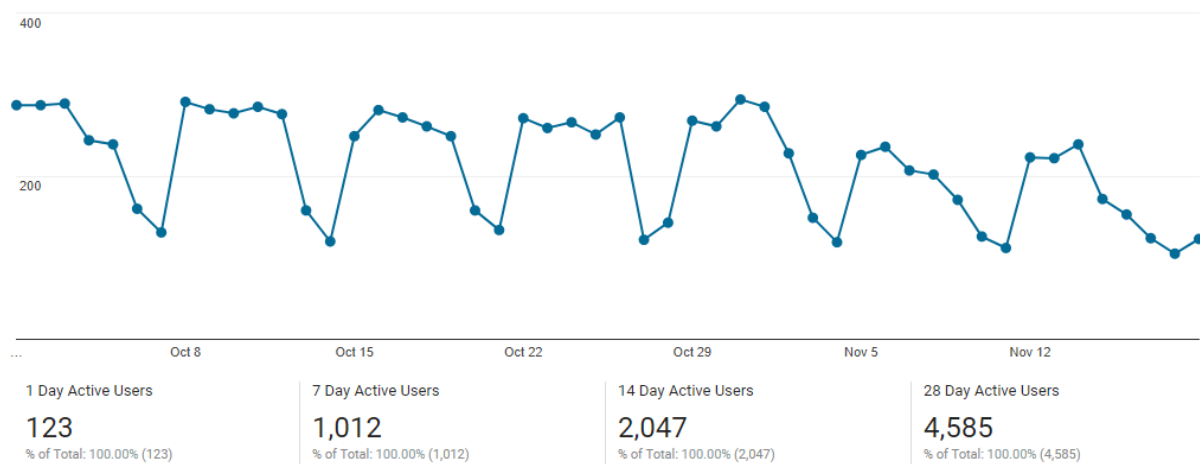 400
200
...
Oct 8
Oct 15
Oct 22
Oct 29
Nov 5
Nov 12
1 Day Active Users
7 Day Active Users
14 Day Active Users
28 Day Active Users
123
1,012
2,047
4,585
% of Total: 100.00% (123)
% of Total: 100.00% (1,012)
% of Total: 100.00% (2,047)
% of Total: 100.00% (4,585)